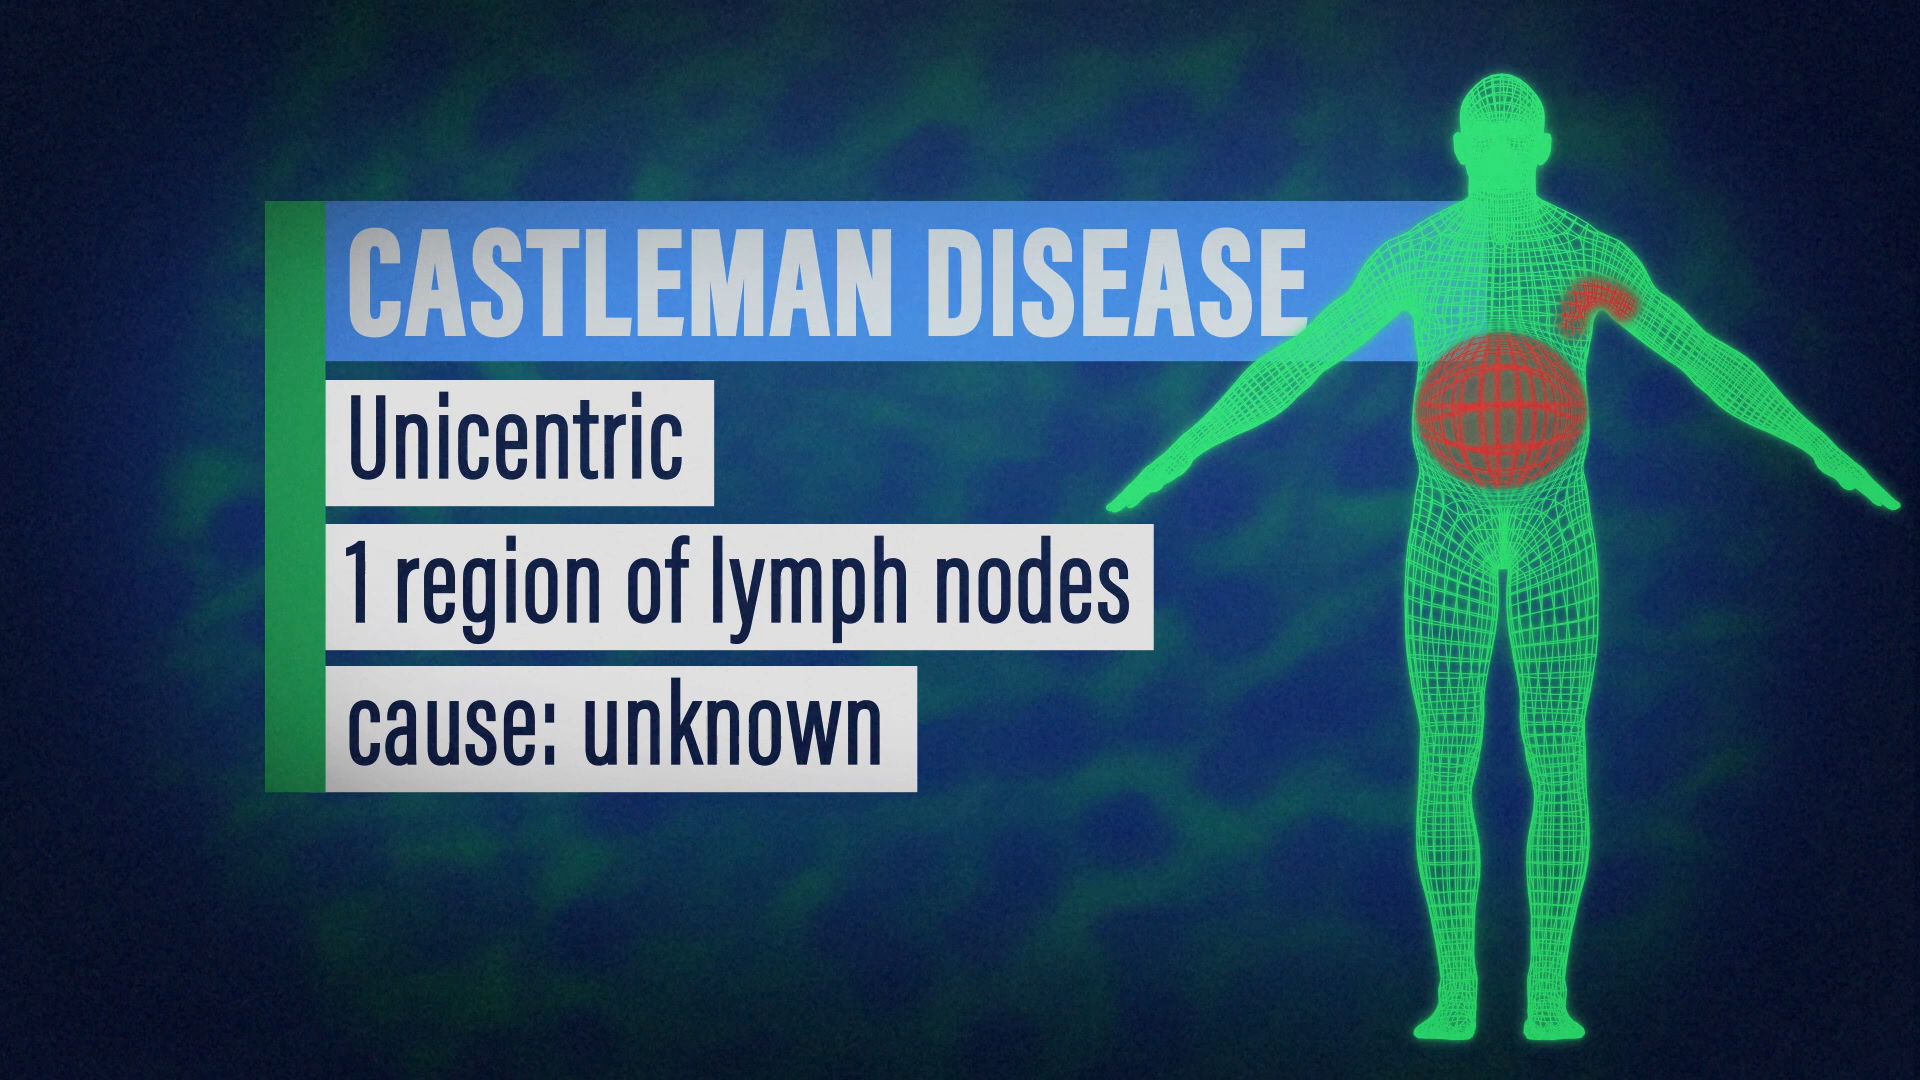 CASTLEMAN DISEASE
Unicentric
1 region of lymph nodes
cause: unknown